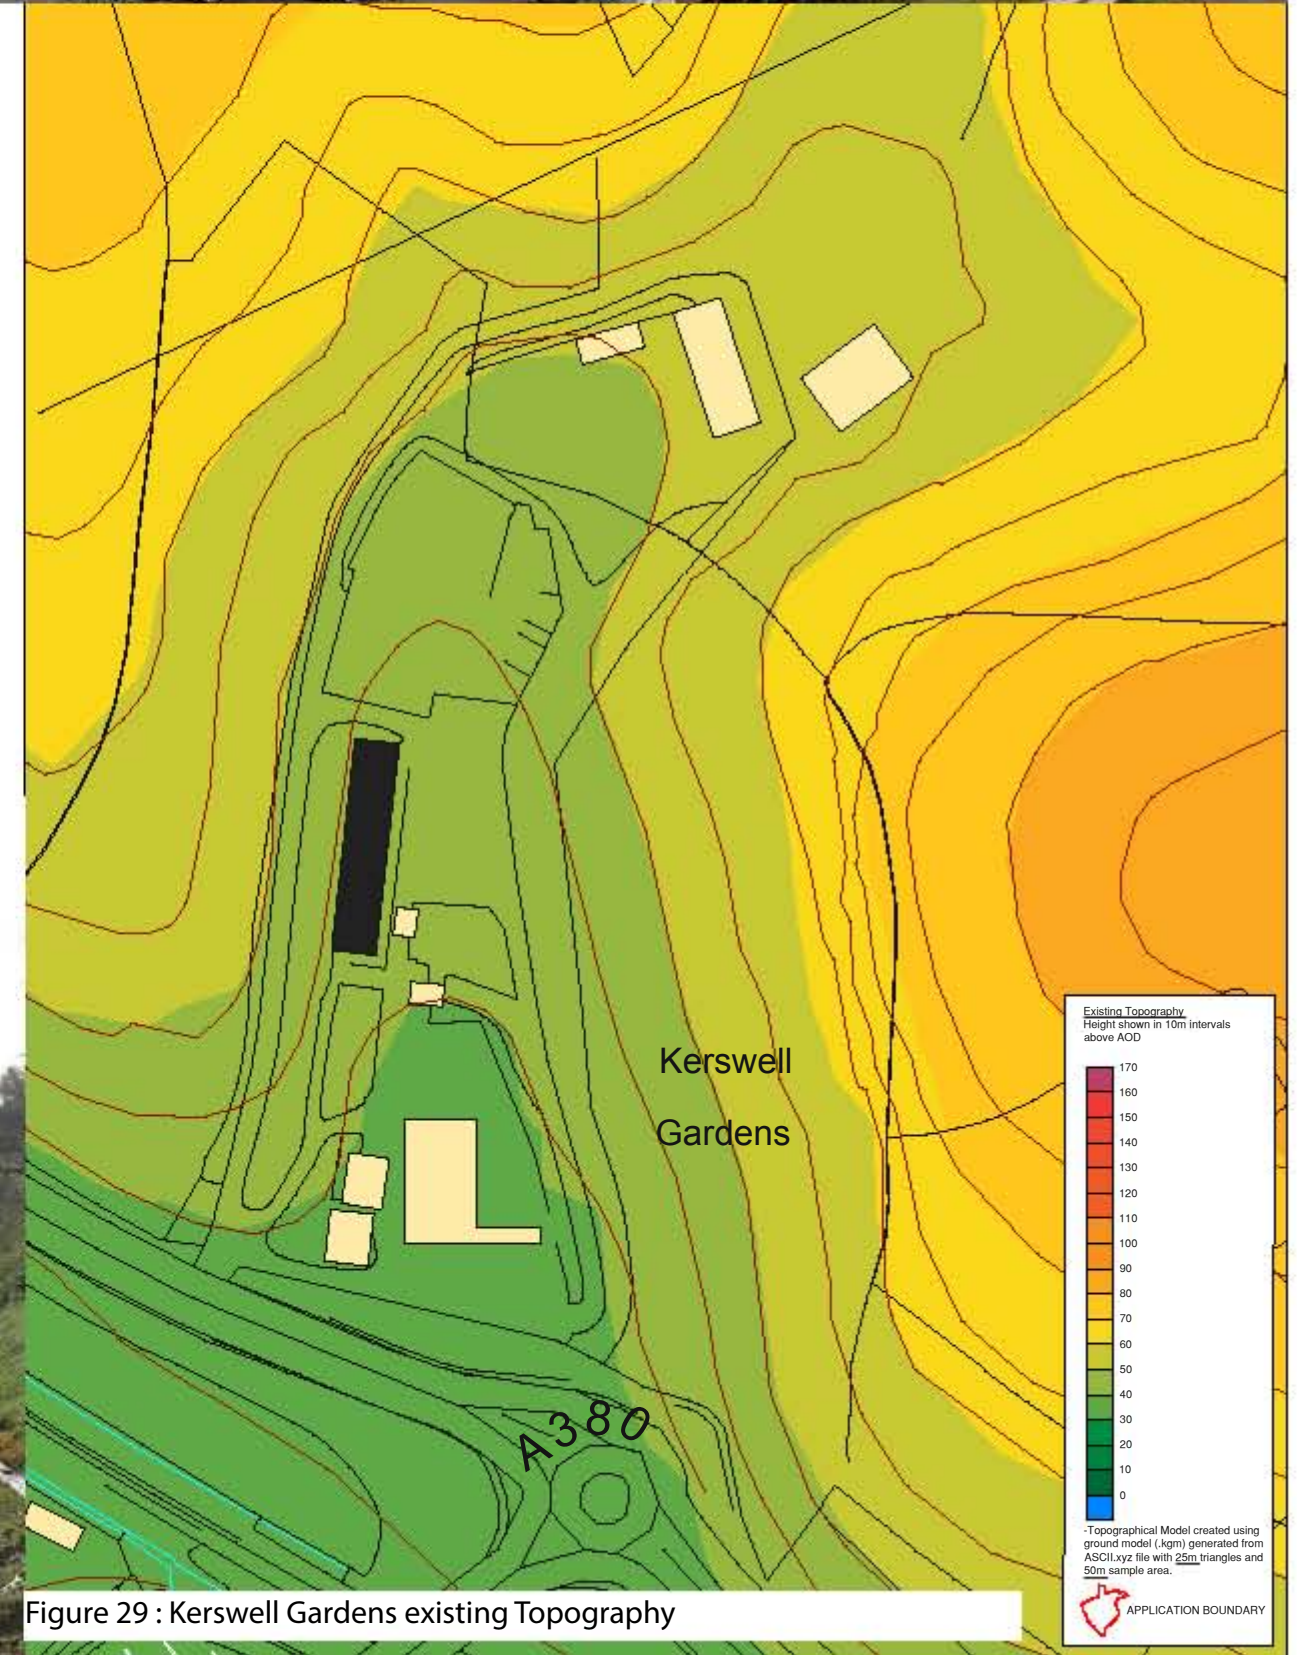 Kerswell
Gardens
A380
Existing Topography
Height shown in 10m intervals
above AOD
170
160
150
140
130
120
110
100
90
80
70
60
50
40
30
20
10
0
-Topographical Model created using
ground model (.kgm) generated from
ASCII.xyz file with 25m triangles and
50m sample area.
APPLICATION BOUNDARY
Figure 29 : Kerswell Gardens existing Topography